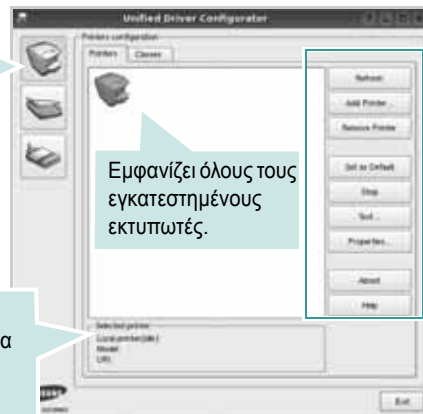 Unified Driver Configurator
Printers configuration
Printers Classes
Refresh
Add Printer...
Remove Printer
Set as Default
Stop
Test...
Properties...
About
Help
Εμφανίζει όλους τους
εγκατεστημένους
εκτυπωτές.
α
Selected printer:
Local printer(idle)
Model:
URI:
Exit